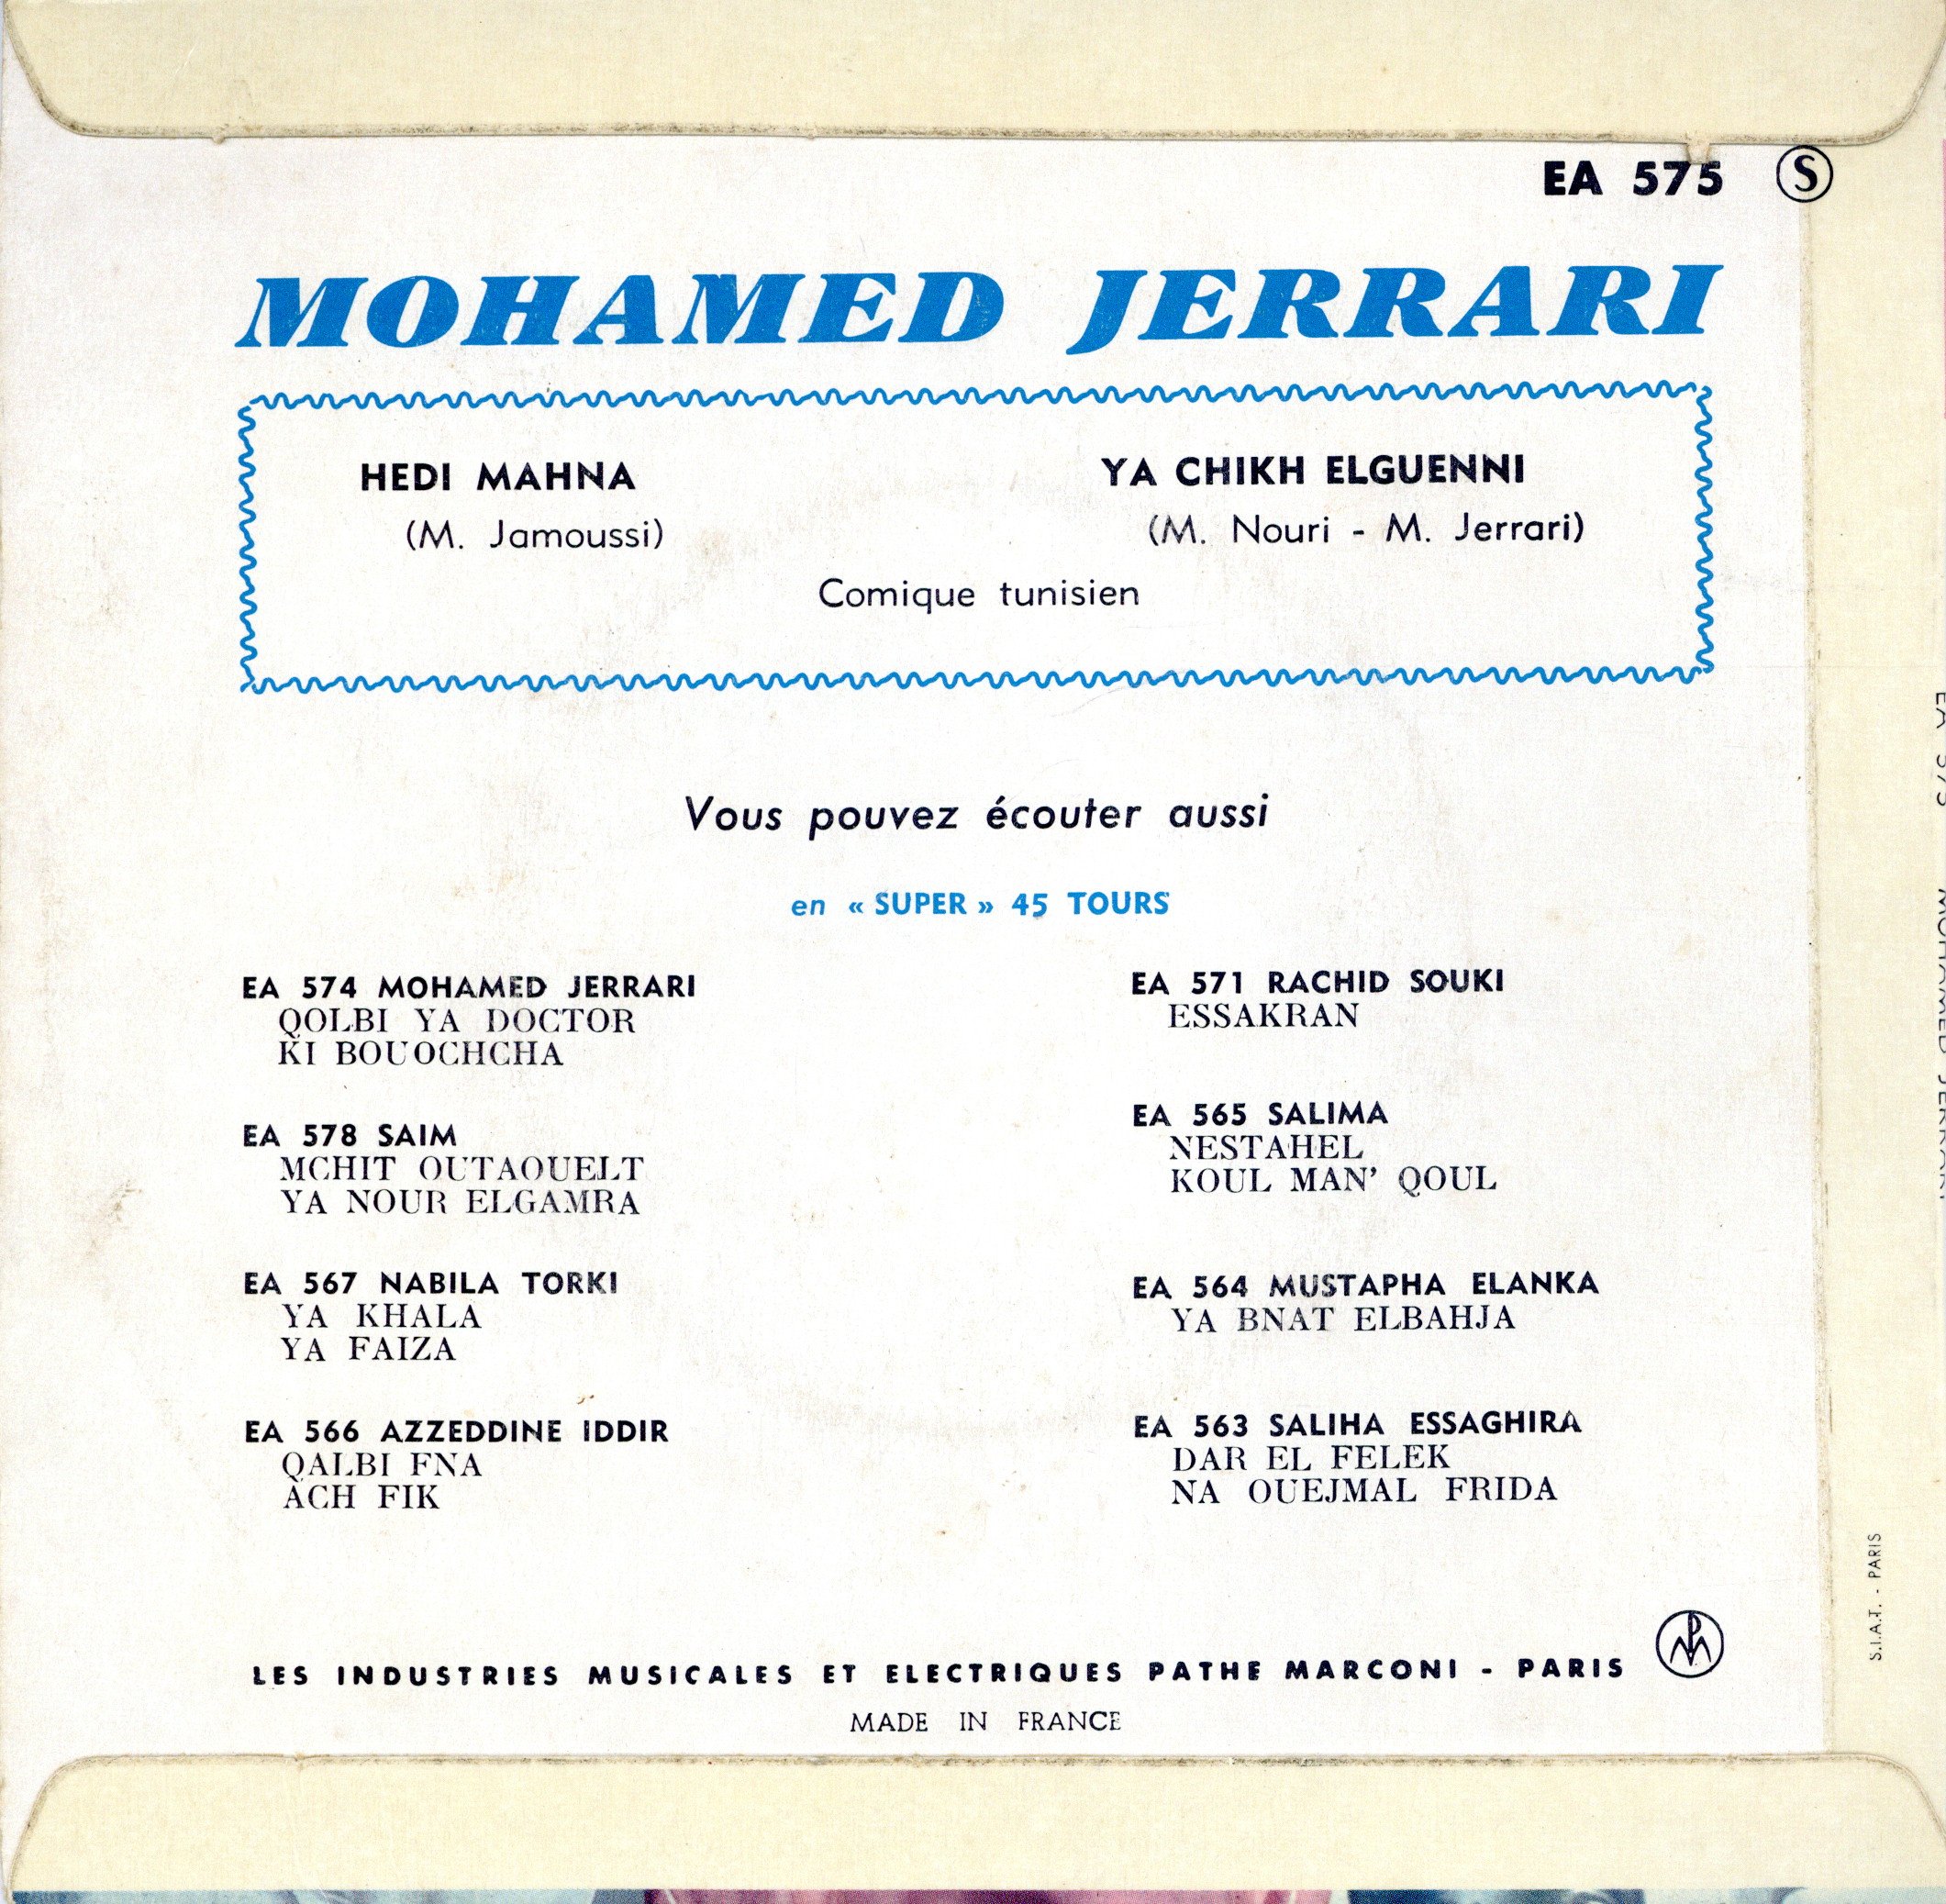 EA 575 Ⓢ
MOHAMED JERRARI
HEDI MAHNA
(M. Jamoussi)
YA CHIKH ELGUENNI
(M. Nouri - M. Jerrari)
Comique tunisien
Vous pouvez écouter aussi
en « SUPER » 45 TOURS
EA 574 MOHAMED JERRARI
QOLBI YA DOCTOR
KI BOUOCHCHA
EA 578 SAIM
MCHIT OUTAOUELT
YA NOUR ELGAMRA
EA 567 NABILA TORKI
YA KHALA
YA FAIZA
EA 566 AZZEDDINE IDDIR
QALBI FNA
ACH FIK
EA 571 RACHID SOUKI
ESSAKRAN
EA 565 SALIMA
NESTAHEL
KOUL MAN' QOUL
EA 564 MUSTAPHA ELANKA
YA BNAT ELBAHJA
EA 563 SALIHA ESSAGHIRA
DAR EL FELEK
NA OUEJMAL FRIDA
LES INDUSTRIES MUSICALES ET ELECTRIQUES PATHE MARCONI - PARIS
MADE IN FRANCE
S.I.A.T. - PARIS
EA 575 MOHAMED JERRARI